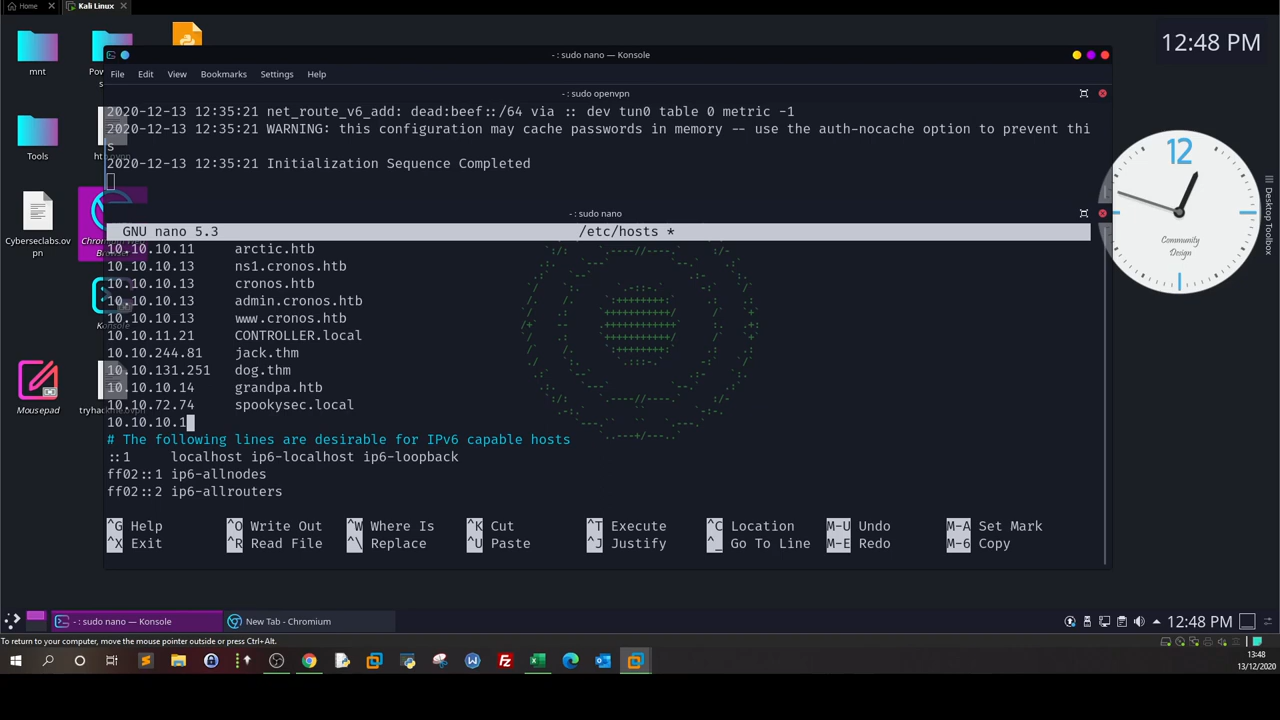 Home
Kali Linux
12:48 PM
mnt
- : sudo nano — Konsole
File Edit View Bookmarks Settings Help
- : sudo openvpn
2020-12-13 12:35:21 net_route_v6_add: dead:beef::/64 via :: dev tun0 table 0 metric -1
2020-12-13 12:35:21 WARNING: this configuration may cache passwords in memory -- use the auth-nocache option to prevent thi
s
2020-12-13 12:35:21 Initialization Sequence Completed
Tools
12
Community
Design
Desktop Toolbox
Cyberseclabs.ov
pn
- : sudo nano
GNU nano 5.3 /etc/hosts *
10.10.10.11 arctic.htb
10.10.10.13 ns1.cronos.htb
10.10.10.13 cronos.htb
10.10.10.13 admin.cronos.htb
10.10.10.13 www.cronos.htb
10.10.11.21 CONTROLLER.local
10.10.244.81 jack.thm
10.10.131.251 dog.thm
10.10.10.14 grandpa.htb
10.10.72.74 spookysec.local
10.10.10.1
# The following lines are desirable for IPv6 capable hosts
::1 localhost ip6-localhost ip6-loopback
ff02::1 ip6-allnodes
ff02::2 ip6-allrouters
Mousepad
^G Help ^O Write Out ^W Where Is ^K Cut ^T Execute ^C Location M-U Undo M-A Set Mark
^X Exit ^R Read File ^\ Replace ^U Paste ^J Justify ^_ Go To Line M-E Redo M-6 Copy
- : sudo nano — Konsole
New Tab - Chromium
12:48 PM
To return to your computer, move the mouse pointer outside or press Ctrl+Alt.
13:48
13/12/2020